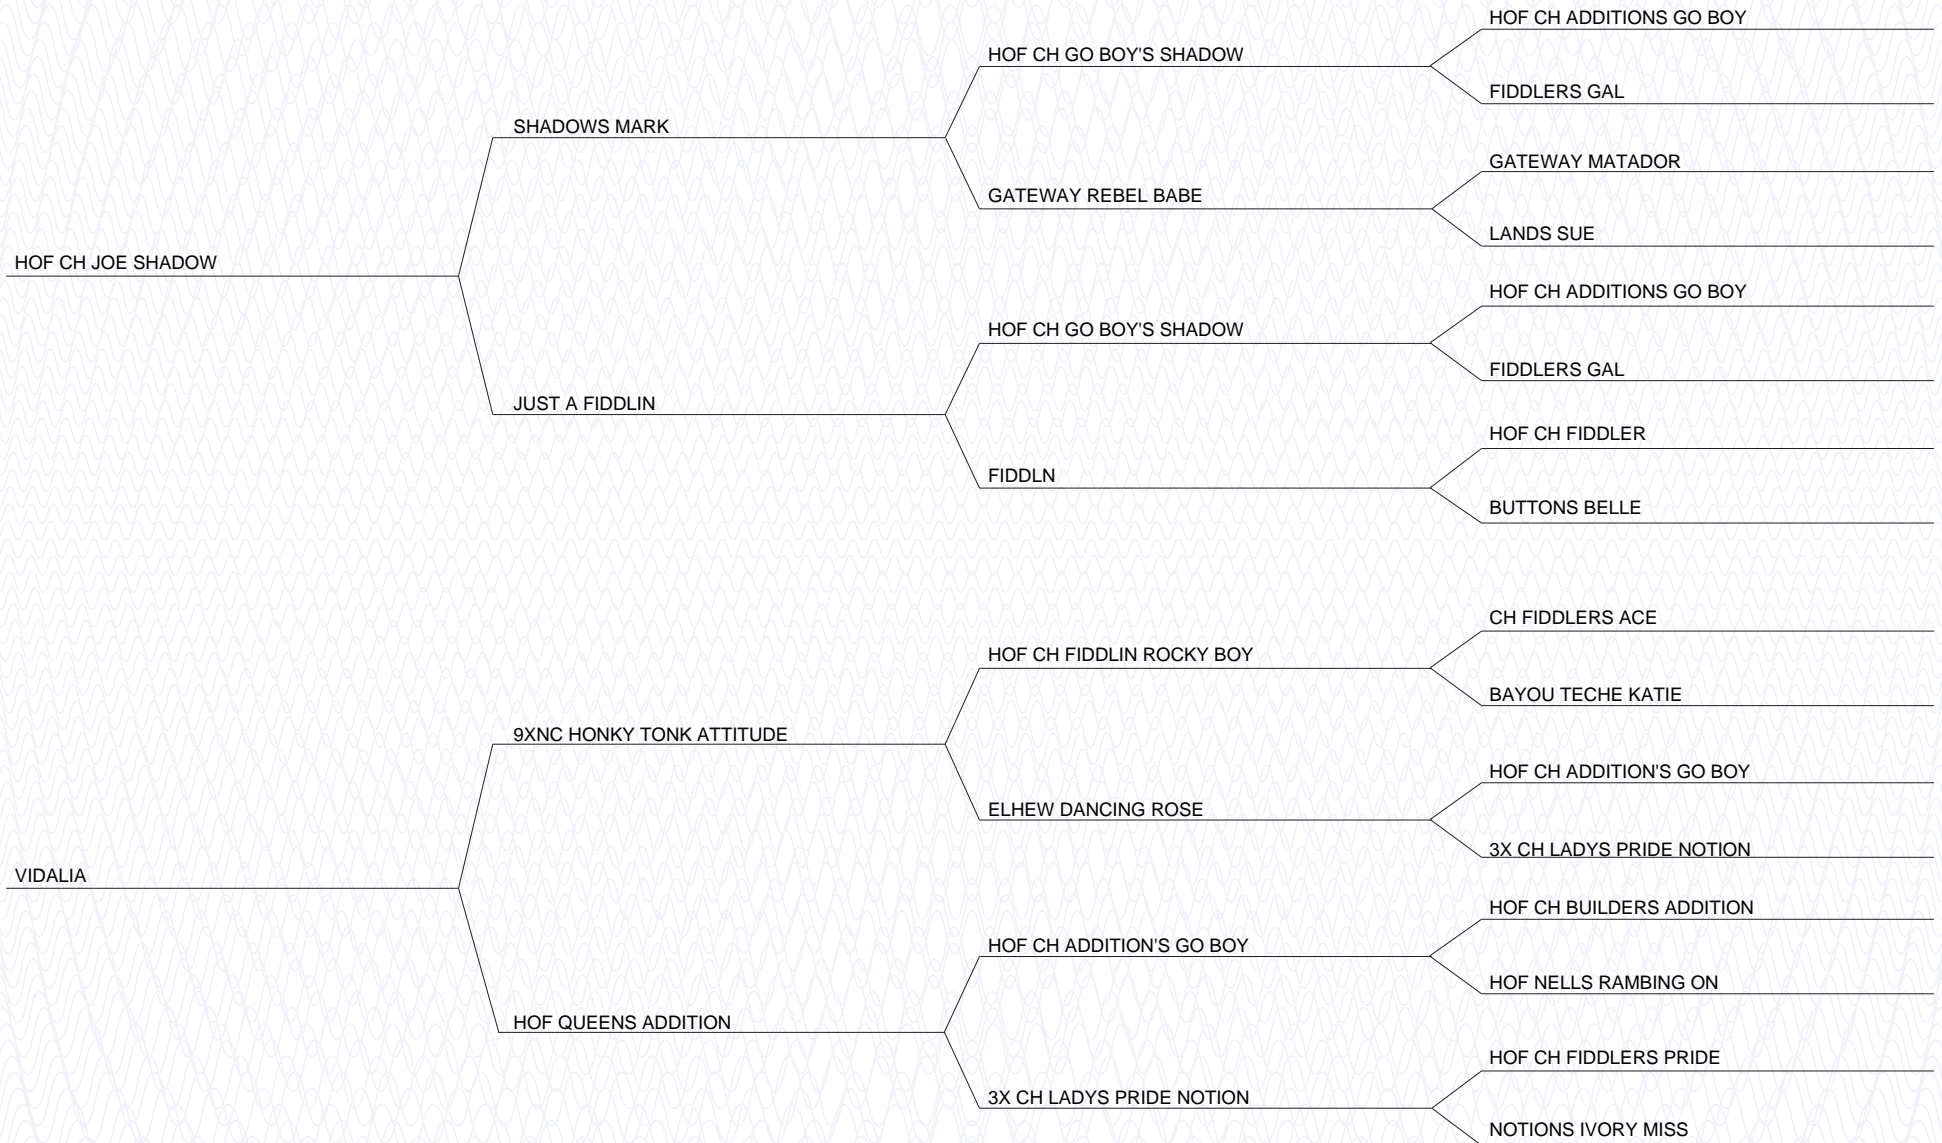 HOF CH ADDITIONS GO BOY
HOF CH GO BOY'S SHADOW
FIDDLERS GAL
SHADOWS MARK
GATEWAY MATADOR
GATEWAY REBEL BABE
LANDS SUE
HOF CH JOE SHADOW
HOF CH ADDITIONS GO BOY
HOF CH GO BOY'S SHADOW
FIDDLERS GAL
JUST A FIDDLIN
HOF CH FIDDLER
FIDDLN
BUTTONS BELLE
CH FIDDLERS ACE
HOF CH FIDDLIN ROCKY BOY
BAYOU TECHE KATIE
9XNC HONKY TONK ATTITUDE
HOF CH ADDITION'S GO BOY
ELHEW DANCING ROSE
3X CH LADYS PRIDE NOTION
VIDALIA
HOF CH BUILDERS ADDITION
HOF CH ADDITION'S GO BOY
HOF NELLS RAMBING ON
HOF QUEENS ADDITION
HOF CH FIDDLERS PRIDE
3X CH LADYS PRIDE NOTION
NOTIONS IVORY MISS